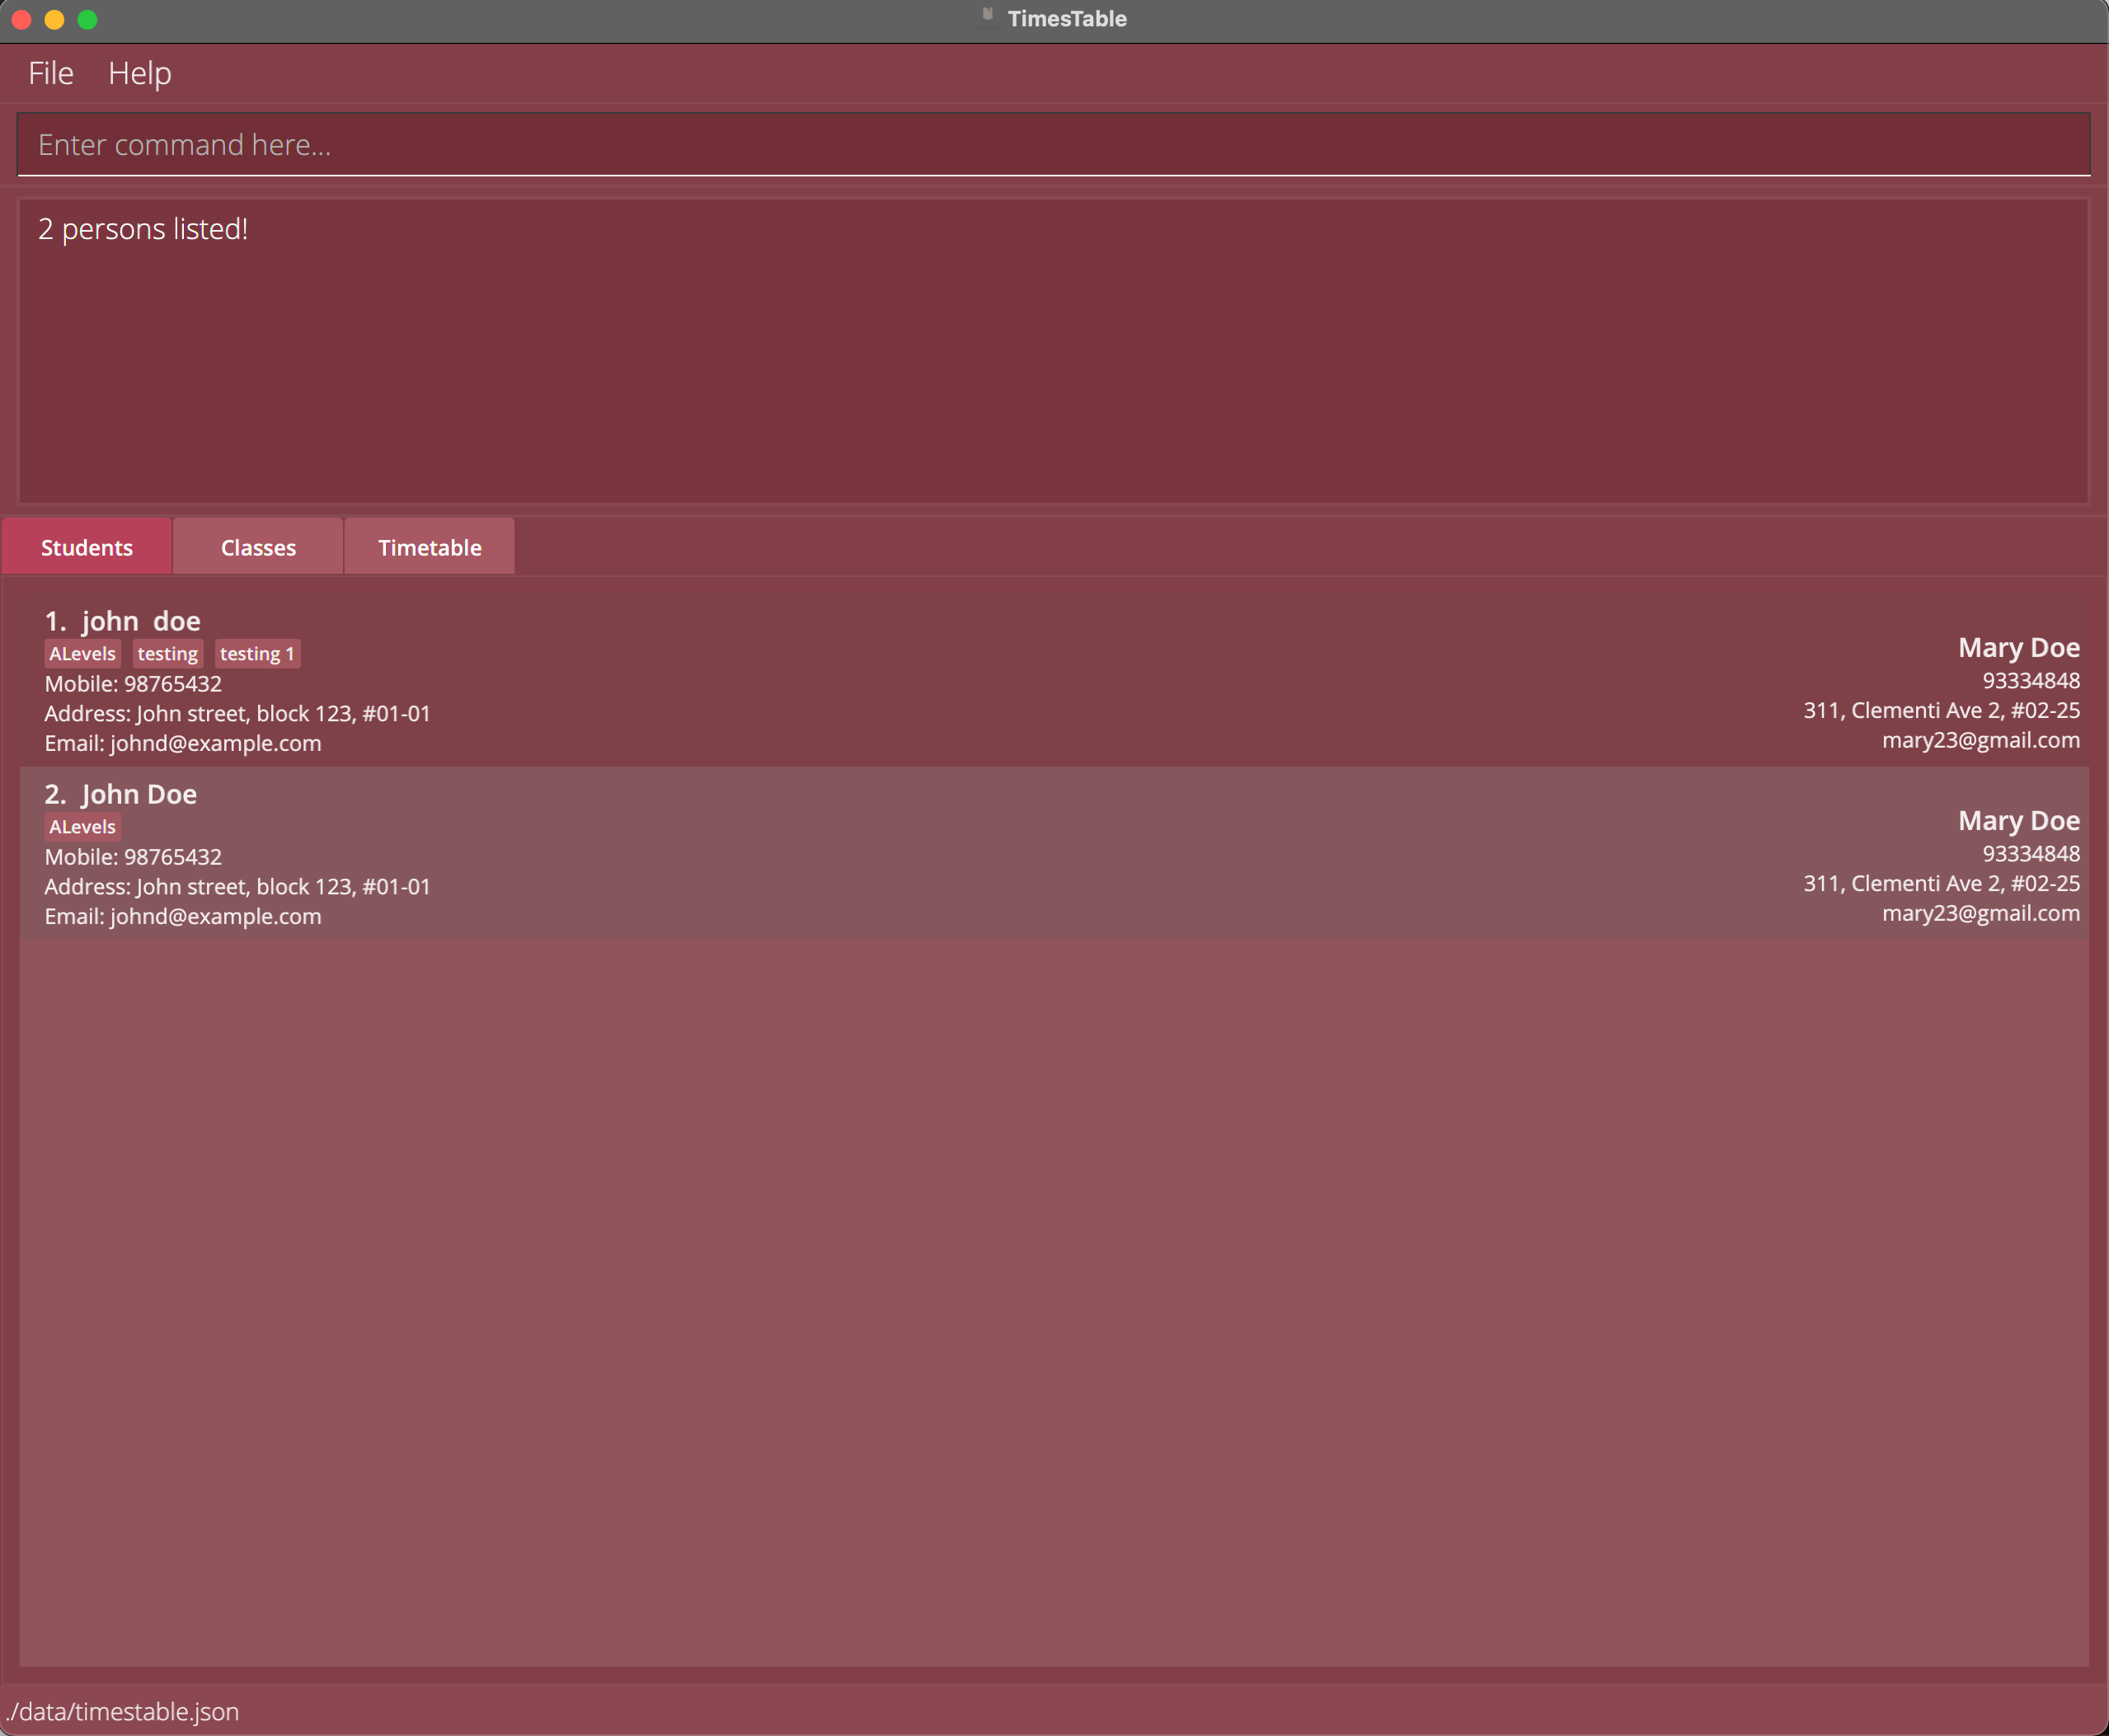 TimesTable
File Help
Enter command here...
2 persons listed!
Students Classes Timetable
1. john  doe
ALevels testing testing 1
Mobile: 98765432
Address: John street, block 123, #01-01
Email: johnd@example.com
Mary Doe
93334848
311, Clementi Ave 2, #02-25
mary23@gmail.com
2. John Doe
ALevels
Mobile: 98765432
Address: John street, block 123, #01-01
Email: johnd@example.com
Mary Doe
93334848
311, Clementi Ave 2, #02-25
mary23@gmail.com
./data/timestable.json